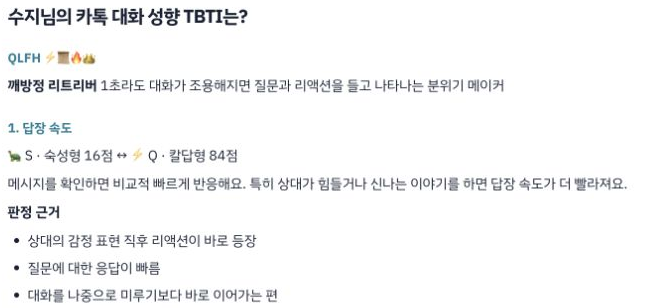 수지님의 카톡 대화 성향 TBTI는?
QLFH ⚡📜🔥👑
깨방정 리트리버 1초라도 대화가 조용해지면 질문과 리액션을 들고 나타나는 분위기 메이커
1. 답장 속도
🐢 S · 숙성형 16점 ↔ ⚡ Q · 칼답형 84점
메시지를 확인하면 비교적 빠르게 반응해요. 특히 상대가 힘들거나 신나는 이야기를 하면 답장 속도가 더 빨라져요.
판정 근거
• 상대의 감정 표현 직후 리액션이 바로 등장
• 질문에 대한 응답이 빠름
• 대화를 나중으로 미루기보다 바로 이어가는 편